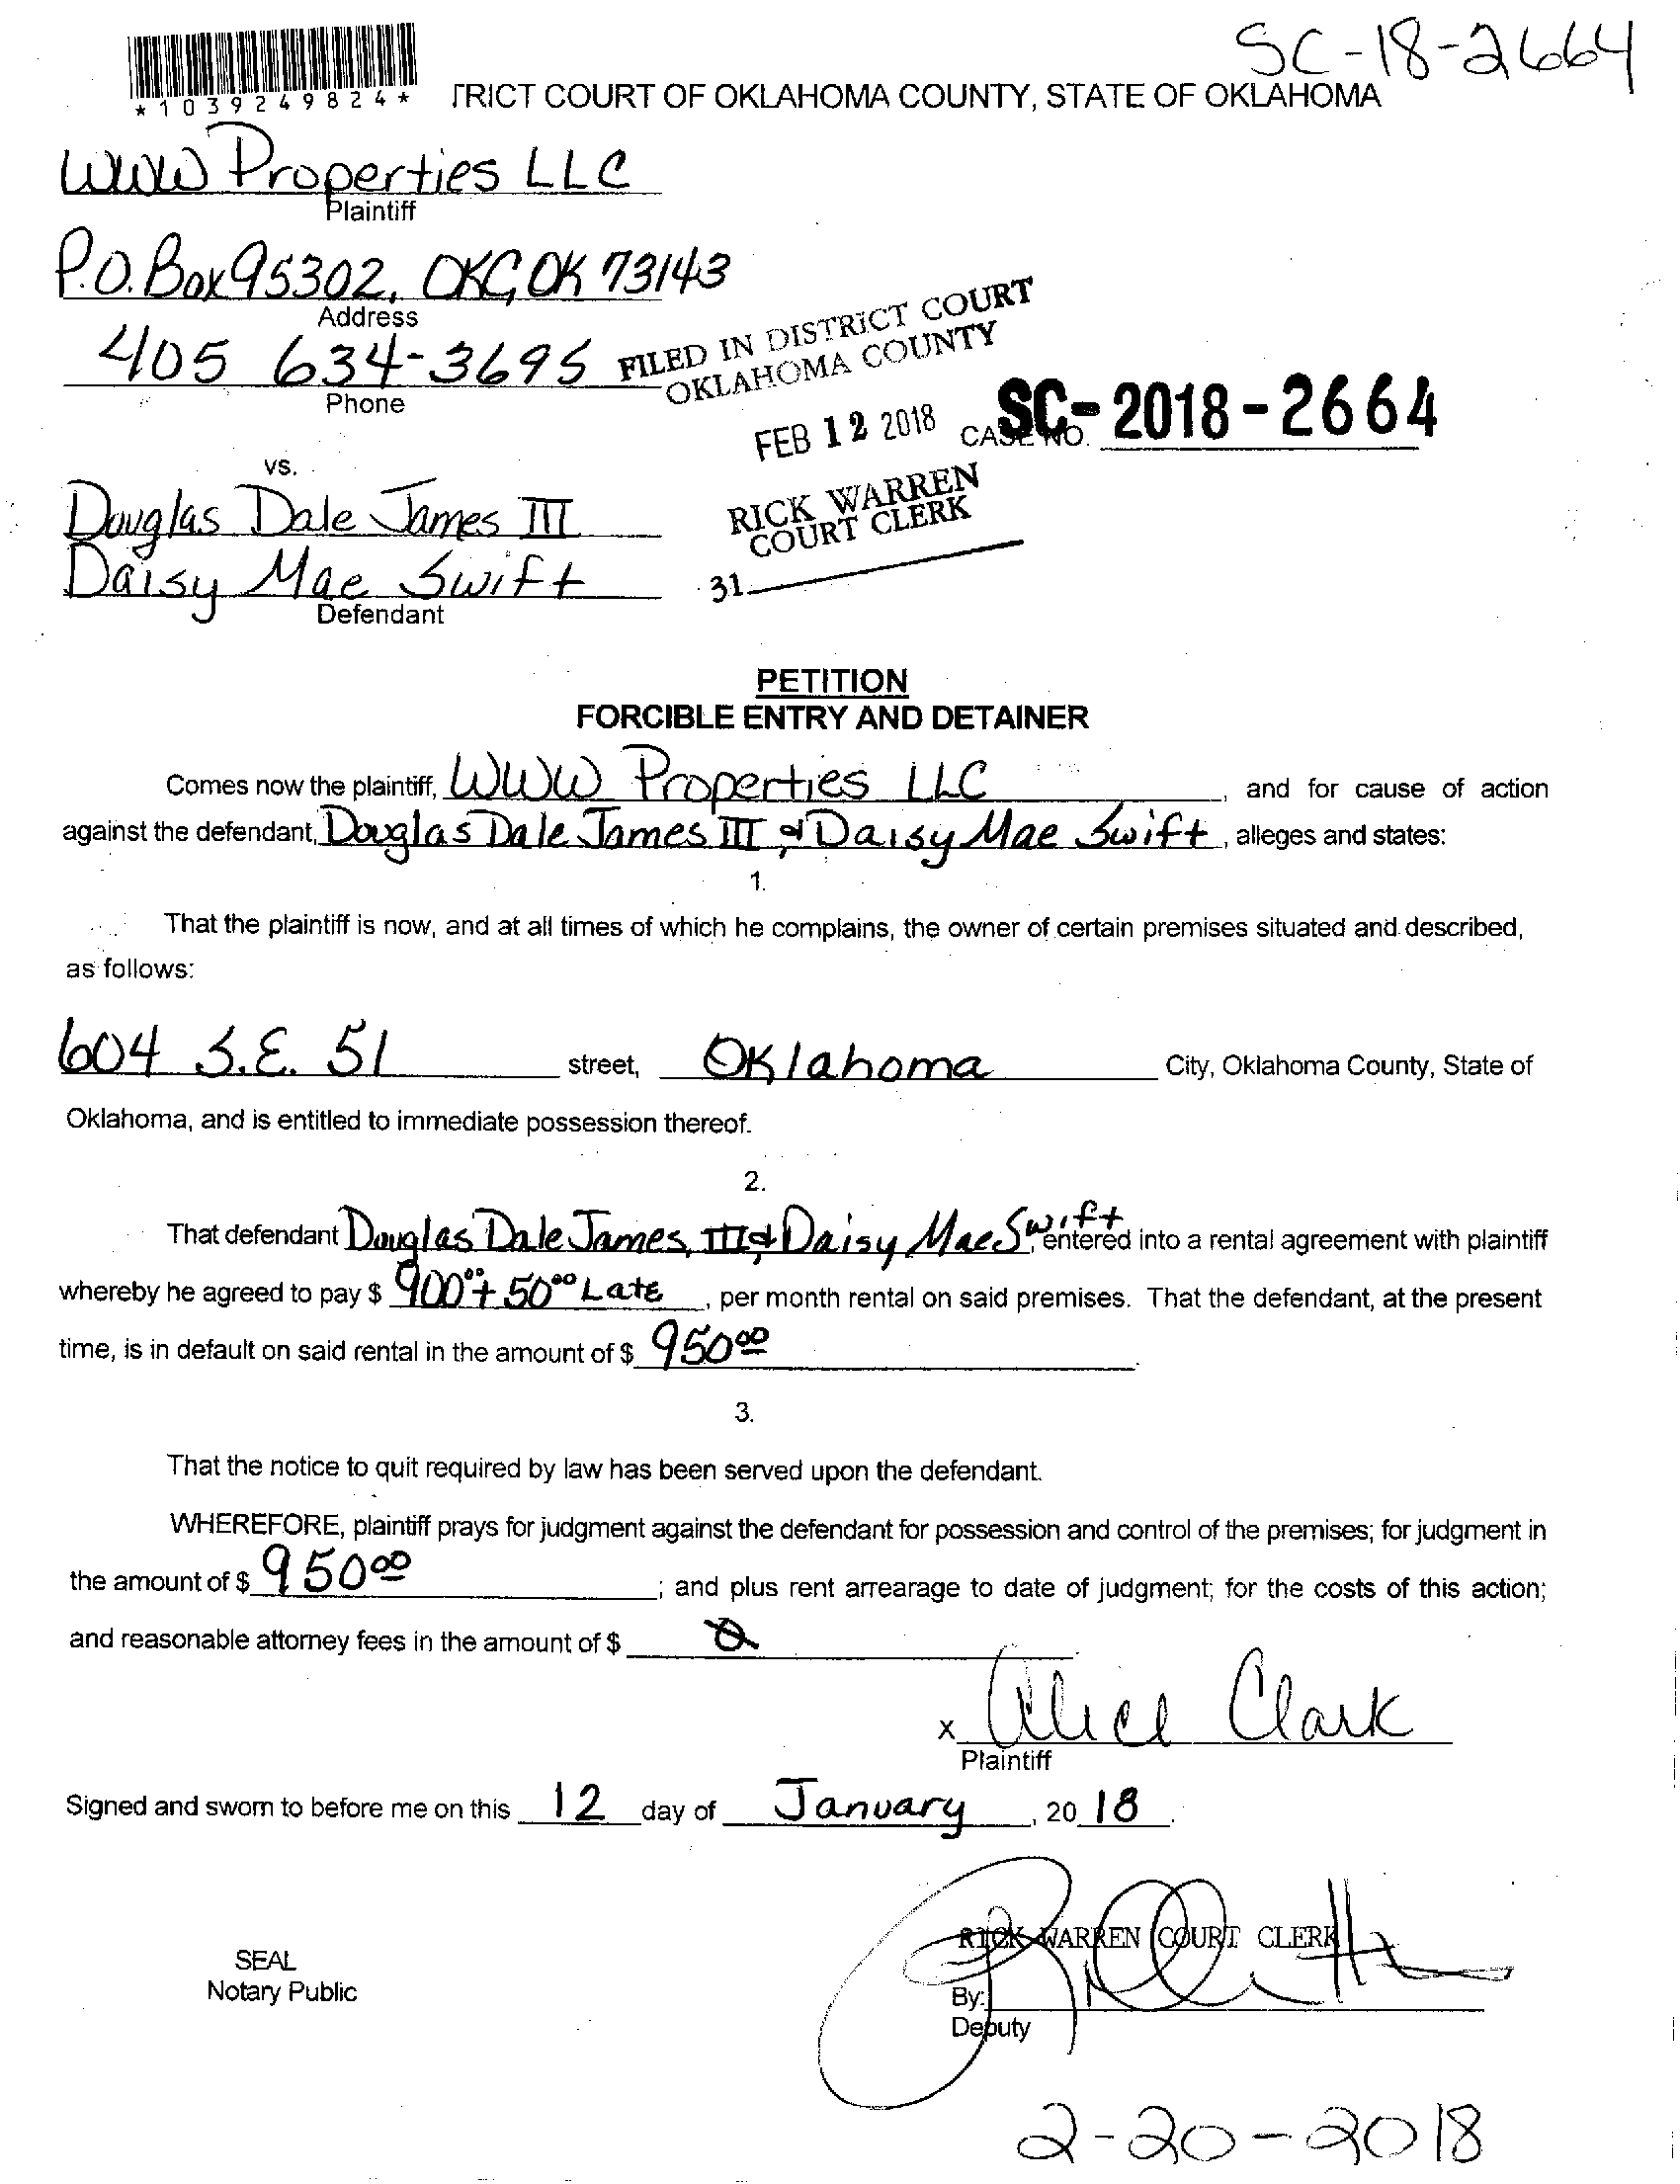 SC-18-2664
*1039249824*
TRICT COURT OF OKLAHOMA COUNTY, STATE OF OKLAHOMA
WWW Properties LLC
Plaintiff
P.O. Box 95302, OKC, OK 73143
Address
405 634-3695
Phone
FILED IN DISTRICT COURT
OKLAHOMA COUNTY
FEB 12 2018
CASE NO. SC-2018-2664
RICK WARREN
COURT CLERK
31
vs.
Douglas Dale James III
Daisy Mae Swift
Defendant
PETITION
FORCIBLE ENTRY AND DETAINER
Comes now the plaintiff, WWW Properties LLC, and for cause of action
against the defendant, Douglas Dale James III & Daisy Mae Swift, alleges and states:
1.
That the plaintiff is now, and at all times of which he complains, the owner of certain premises situated and described,
as follows:
604 S.E. 51 street, Oklahoma City, Oklahoma County, State of
Oklahoma, and is entitled to immediate possession thereof.
2.
That defendant Douglas Dale James, III & Daisy Mae Swift, entered into a rental agreement with plaintiff
whereby he agreed to pay $ 900.00 + 50.00 Late, per month rental on said premises. That the defendant, at the present
time, is in default on said rental in the amount of $ 950.00.
3.
That the notice to quit required by law has been served upon the defendant.
WHEREFORE, plaintiff prays for judgment against the defendant for possession and control of the premises; for judgment in
the amount of $ 950.00; and plus rent arrearage to date of judgment; for the costs of this action;
and reasonable attorney fees in the amount of $ 0
x Alice Clark
Plaintiff
Signed and sworn to before me on this 12 day of January, 20 18.
RICK WARREN COURT CLERK
SEAL
Notary Public
By:
Deputy
2-20-2018